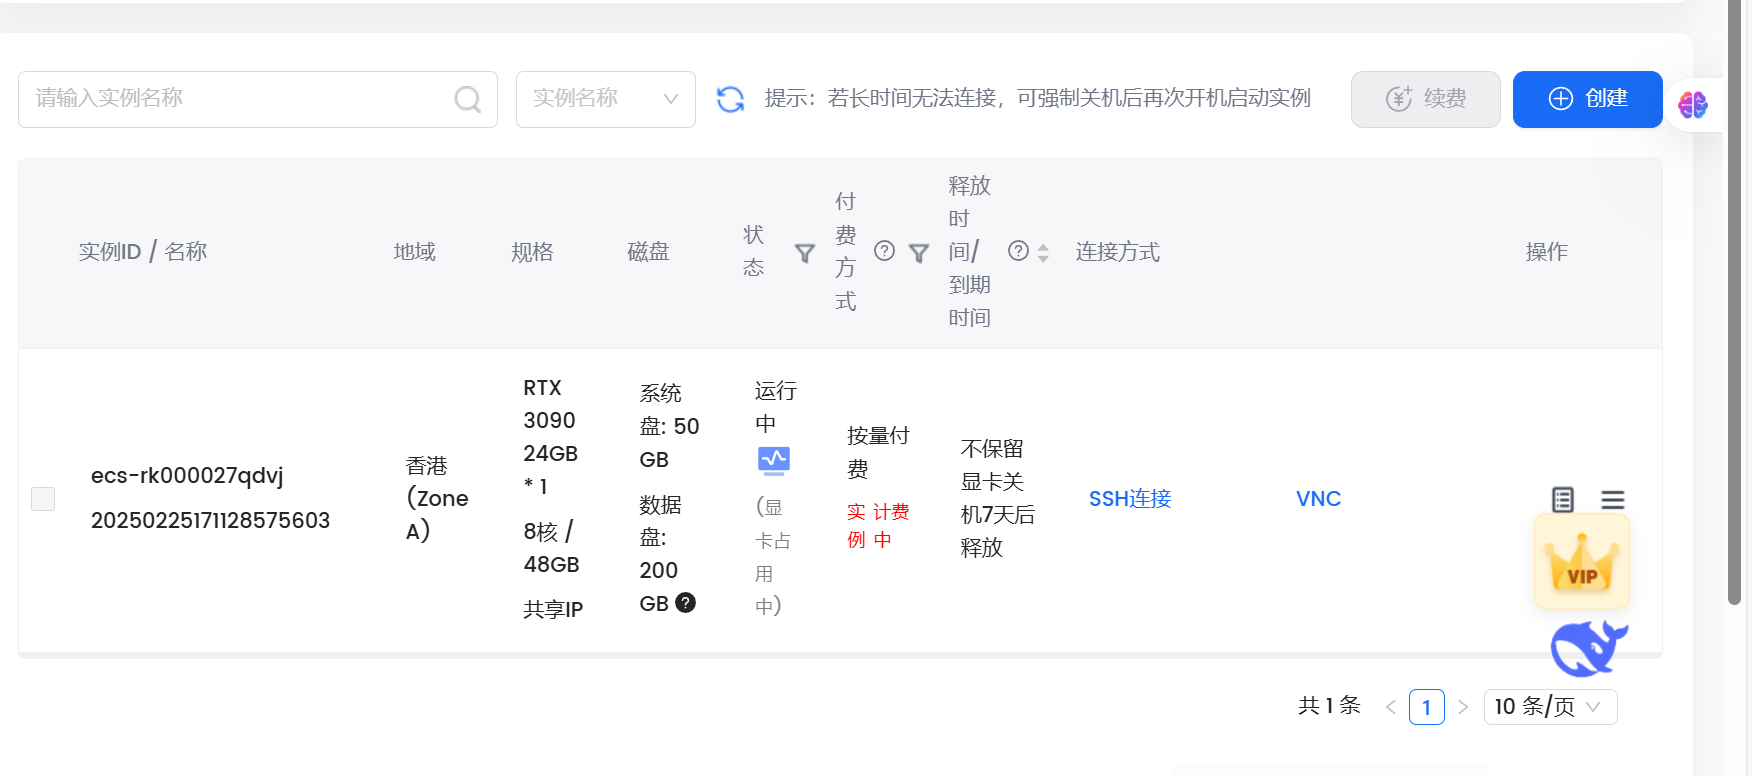 请输入实例名称
实例名称
提示：若长时间无法连接，可强制关机后再次开机启动实例
续费
创建
实例ID / 名称
地域
规格
磁盘
状
态
付
费
方
式
释放
时
间/
到期
时间
连接方式
操作
ecs-rk000027qdvj
20250225171128575603
香港
(Zone
A)
RTX
3090
24GB
* 1
8核 /
48GB
共享IP
系统
盘: 50
GB
数据
盘:
200
GB
运行
中
(显
卡占
用
中)
按量付
费
实 计费
例 中
不保留
显卡关
机7天后
释放
SSH连接
VNC
VIP
共 1 条
1
10 条/页